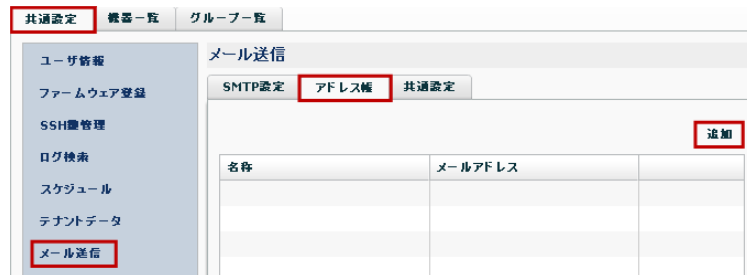 共通設定 機器一覧 グループ一覧
ユーザ情報
ファームウェア登録
SSH鍵管理
ログ検索
スケジュール
テナントデータ
メール送信
メール送信
SMTP設定 アドレス帳 共通設定
追加
名称 メールアドレス